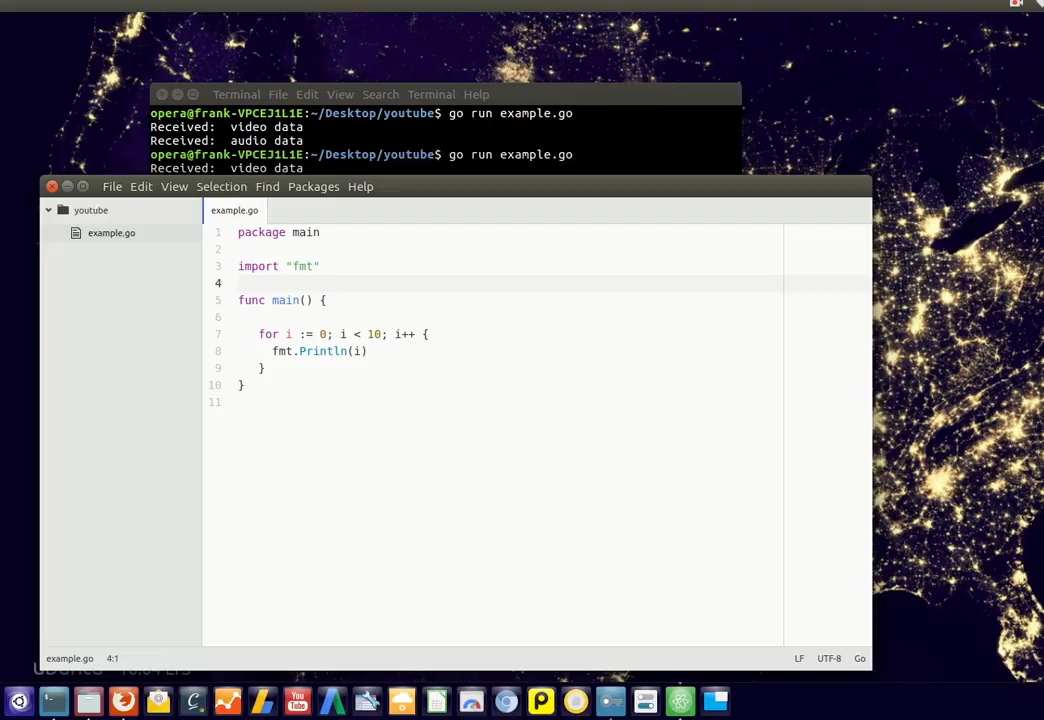 Terminal File Edit View Search Terminal Help
opera@frank-VPCEJ1L1E:~/Desktop/youtube$ go run example.go
Received:  video data
Received:  audio data
opera@frank-VPCEJ1L1E:~/Desktop/youtube$ go run example.go
Received:  video data
File Edit View Selection Find Packages Help
youtube
example.go
example.go
1 package main
2
3 import "fmt"
4
5 func main() {
6
7 for i := 0; i < 10; i++ {
8 fmt.Println(i)
9 }
10 }
11
example.go 4:1 LF UTF-8 Go
You
Tube